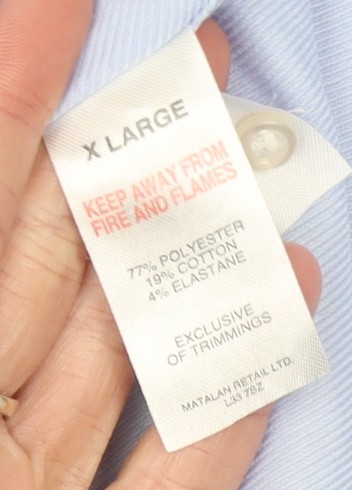 X LARGE
KEEP AWAY FROM
FIRE AND FLAMES
77% POLYESTER
19% COTTON
4% ELASTANE
EXCLUSIVE
OF TRIMMINGS
MATALAN RETAIL LTD.
L33 7BZ